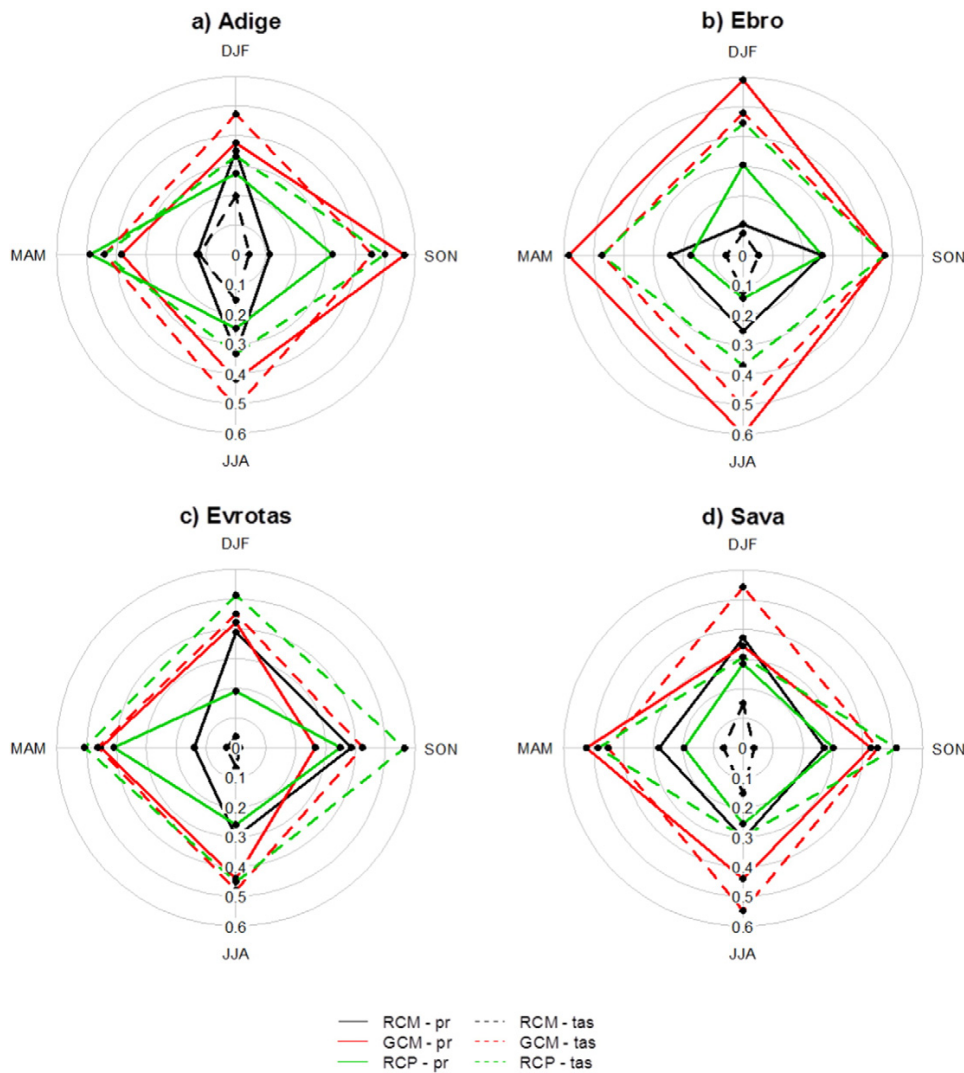 a) Adige
b) Ebro
DJF
DJF
MAM
SON
MAM
SON
0
0.1
0.2
0.3
0.4
0.5
0.6
0
0.1
0.2
0.3
0.4
0.5
0.6
JJA
JJA
c) Evrotas
d) Sava
DJF
DJF
MAM
SON
MAM
SON
0
0.1
0.2
0.3
0.4
0.5
0.6
0
0.1
0.2
0.3
0.4
0.5
0.6
JJA
JJA
RCM - pr
RCM - tas
GCM - pr
GCM - tas
RCP - pr
RCP - tas